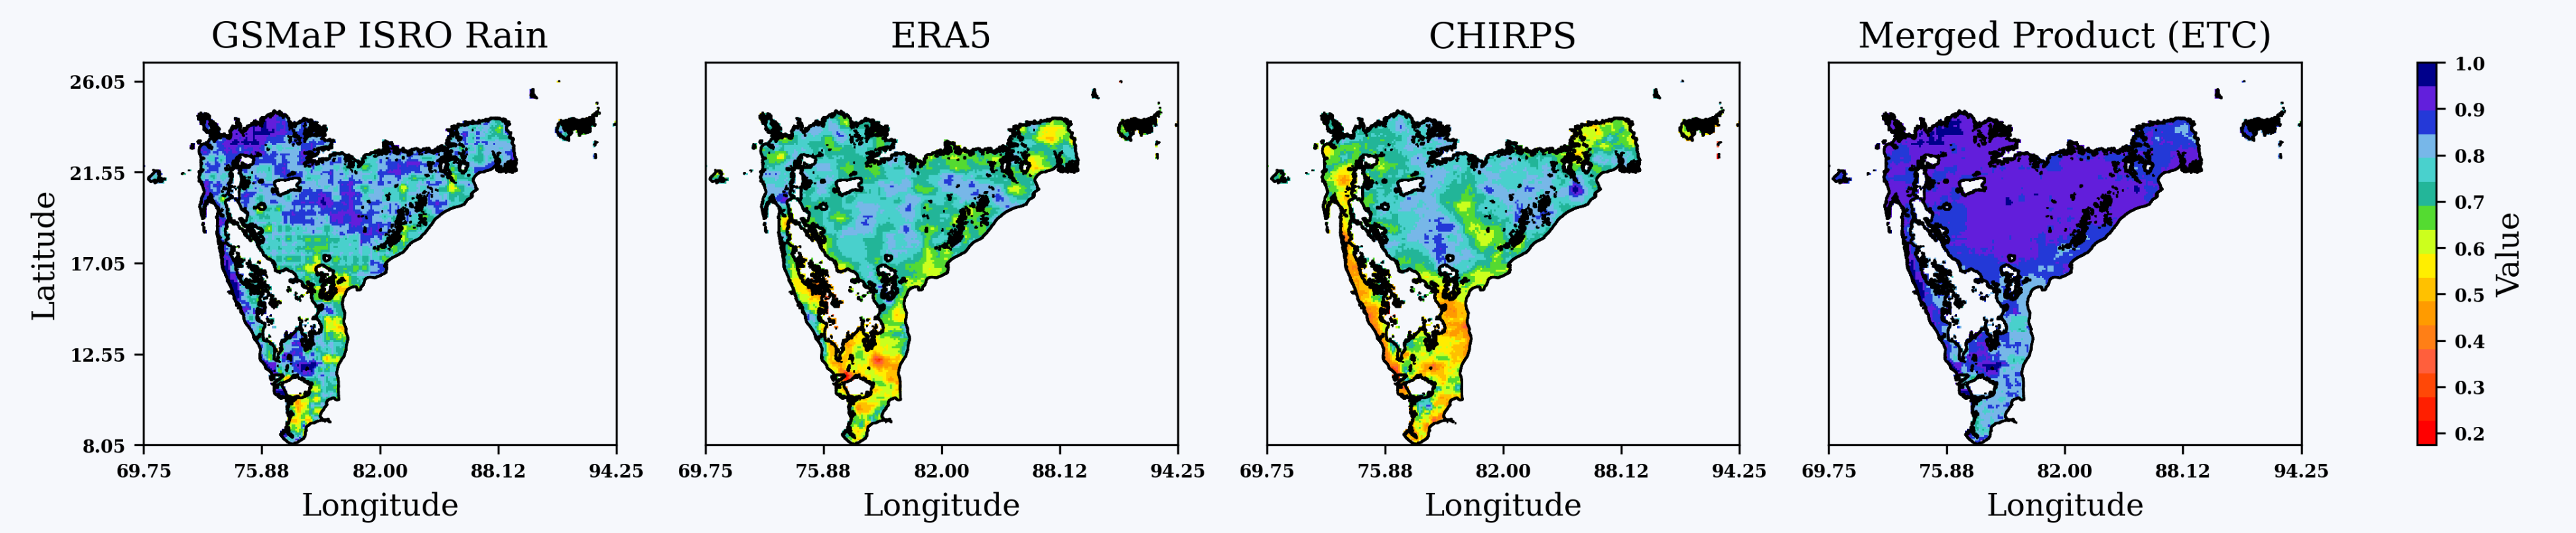 GSMaP ISRO Rain
ERA5
CHIRPS
Merged Product (ETC)
Latitude
26.05
21.55
17.05
12.55
8.05
69.75 75.88 82.00 88.12 94.25
69.75 75.88 82.00 88.12 94.25
69.75 75.88 82.00 88.12 94.25
69.75 75.88 82.00 88.12 94.25
Longitude
Longitude
Longitude
Longitude
1.0
0.9
0.8
0.7
0.6
0.5
0.4
0.3
0.2
Value